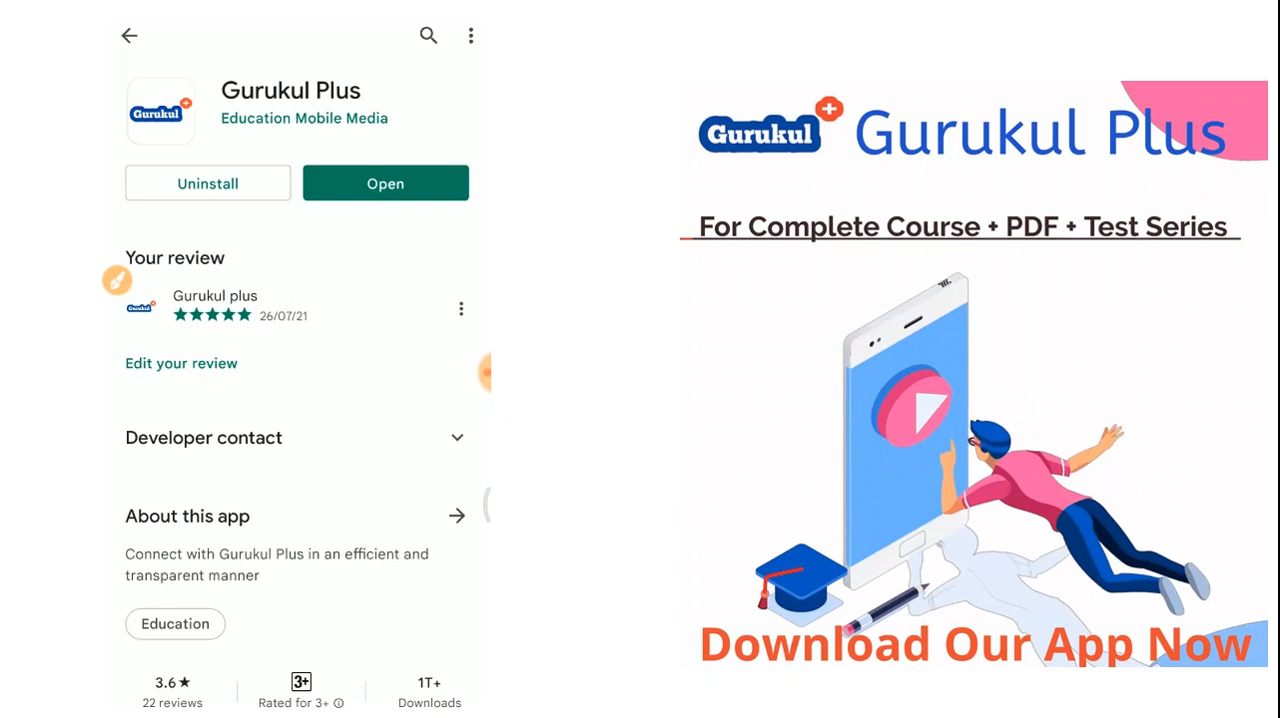 Gurukul
Gurukul Plus
Education Mobile Media
Uninstall
Open
Your review
Gurukul
Gurukul plus
26/07/21
Edit your review
Developer contact
About this app
Connect with Gurukul Plus in an efficient and
transparent manner
Education
3.6★
22 reviews
3+
Rated for 3+
1T+
Downloads
Gurukul
Gurukul Plus
For Complete Course + PDF + Test Series
Download Our App Now